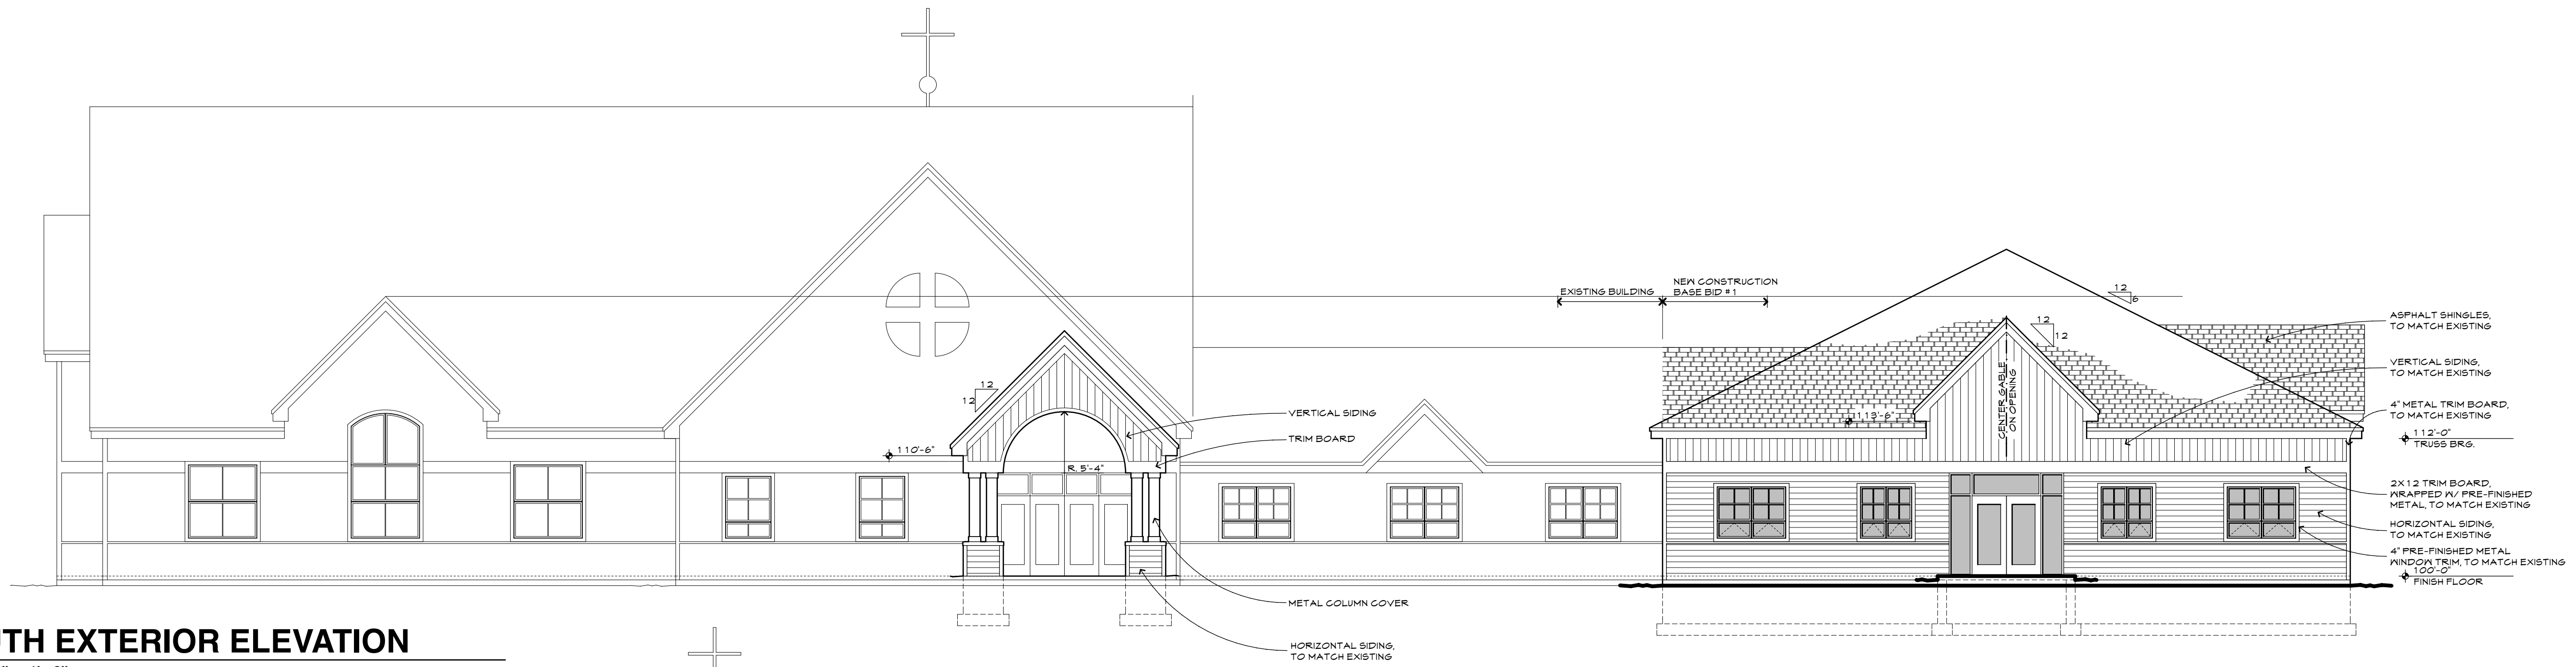 EXISTING BUILDING
NEW CONSTRUCTION
BASE BID #1
12
6
12
12
ASPHALT SHINGLES,
TO MATCH EXISTING
VERTICAL SIDING,
TO MATCH EXISTING
CENTER GABLE
ON OPENING
12
12
4" METAL TRIM BOARD,
TO MATCH EXISTING
VERTICAL SIDING
113'-6"
TRIM BOARD
112'-0"
TRUSS BRG.
110'-6"
R. 5'-4"
2X12 TRIM BOARD,
WRAPPED W/ PRE-FINISHED
METAL, TO MATCH EXISTING
HORIZONTAL SIDING,
TO MATCH EXISTING
4" PRE-FINISHED METAL
WINDOW TRIM, TO MATCH EXISTING
100'-0"
FINISH FLOOR
METAL COLUMN COVER
HORIZONTAL SIDING,
TO MATCH EXISTING
UTH EXTERIOR ELEVATION